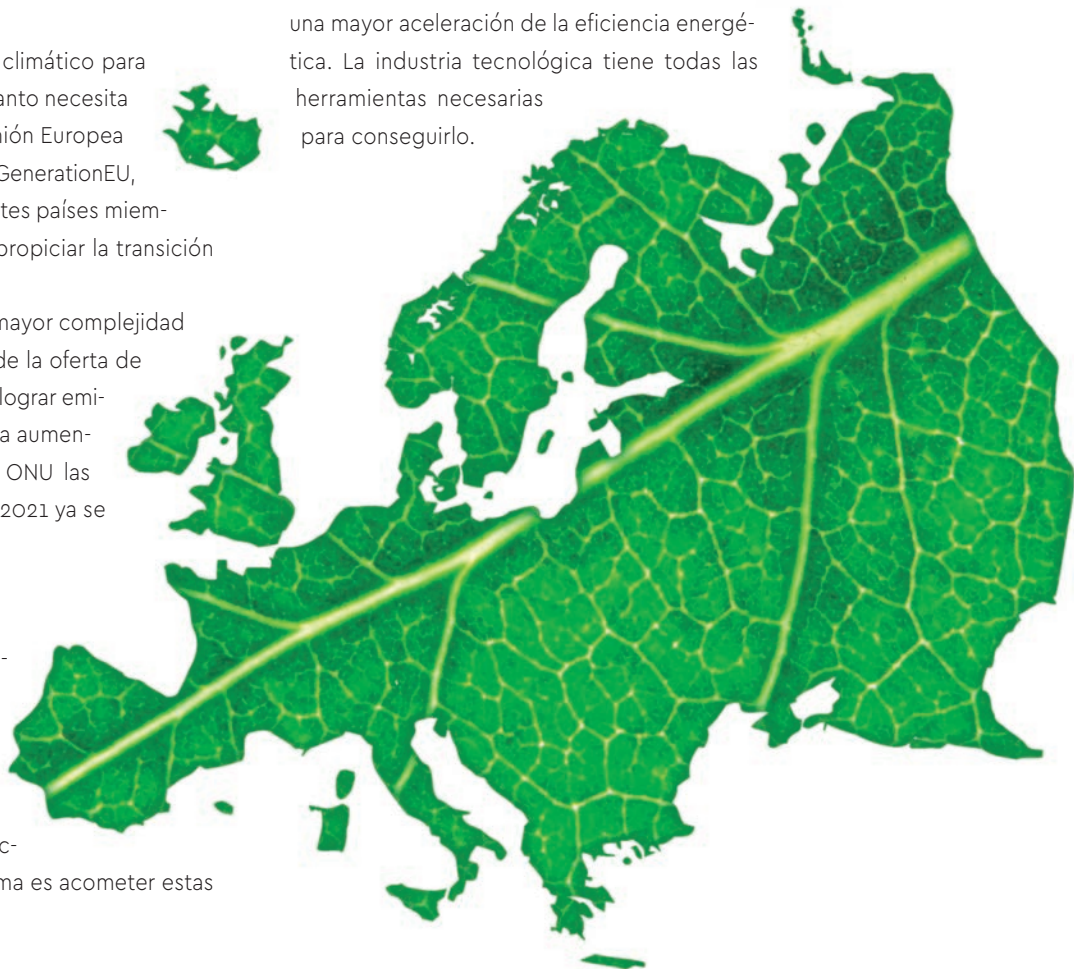 climático para
anto necesita
nión Europea
GenerationEU,
tes países miem-
propiciar la transición
mayor complejidad
de la oferta de
lograr emi-
a aumen-
ONU las
2021 ya se
-
c-
ma es acometer estas
una mayor aceleración de la eficiencia energé-
tica. La industria tecnológica tiene todas las
herramientas necesarias
para conseguirlo.